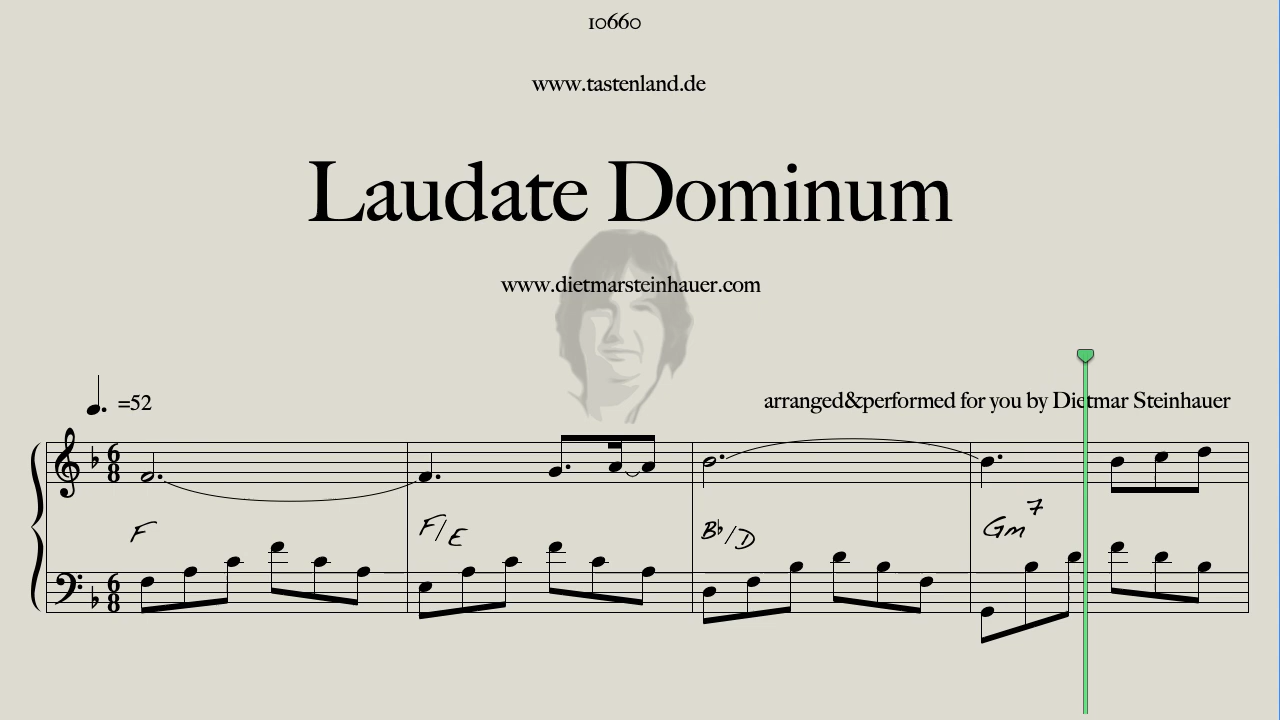 10660
www.tastenland.de
Laudate Dominum
www.dietmarsteinhauer.com
=52
arranged&performed for you by Dietmar Steinhauer
6
8
F
F/E
B♭/D
Gm7
6
8